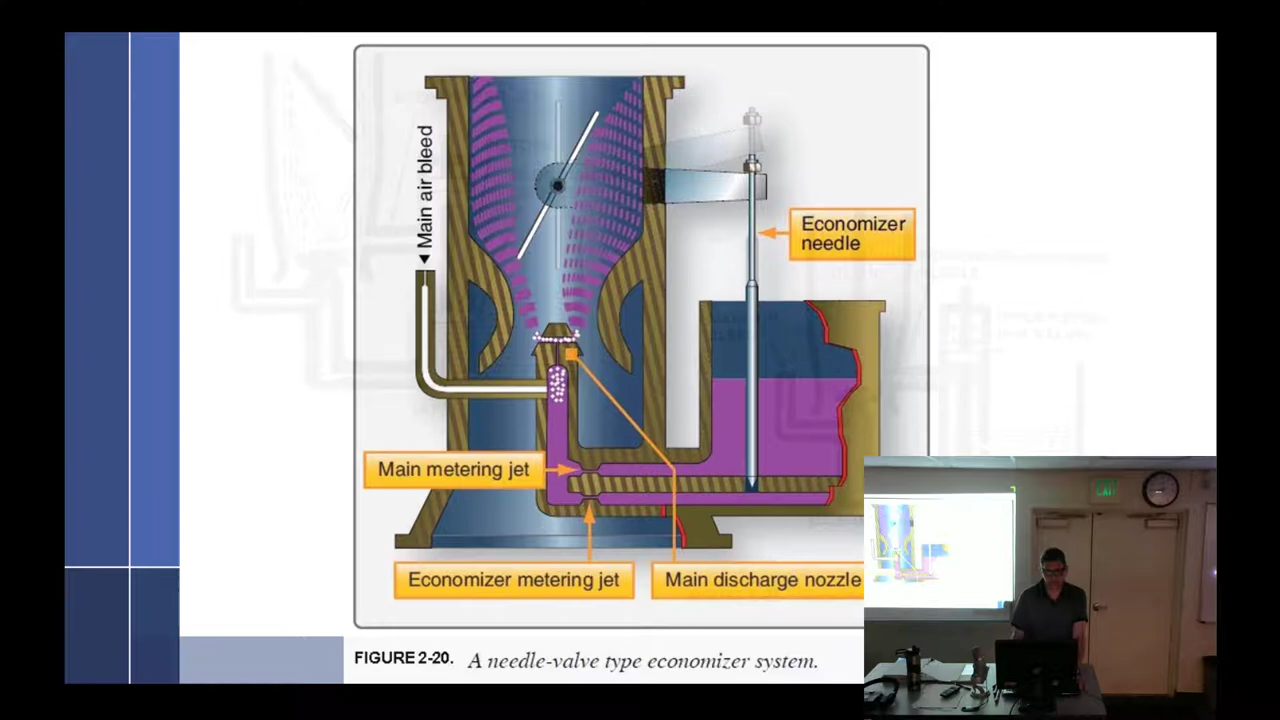 Main air bleed
Economizer
needle
Main metering jet
Economizer metering jet
Main discharge nozzle
FIGURE 2-20. A needle-valve type economizer system.
EXIT